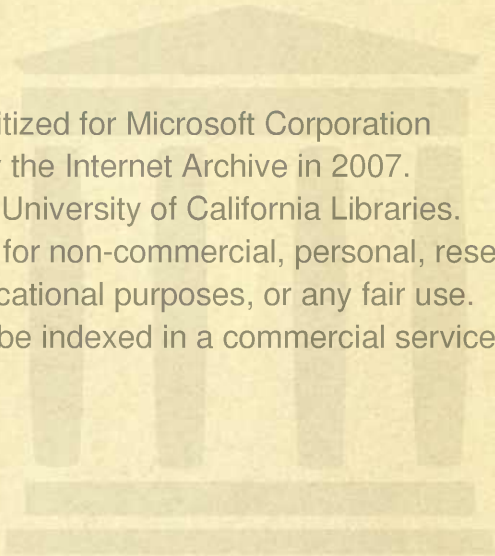 itized for Microsoft Corporation
the Internet Archive in 2007.
University of California Libraries.
for non-commercial, personal, rese
cational purposes, or any fair use.
be indexed in a commercial service